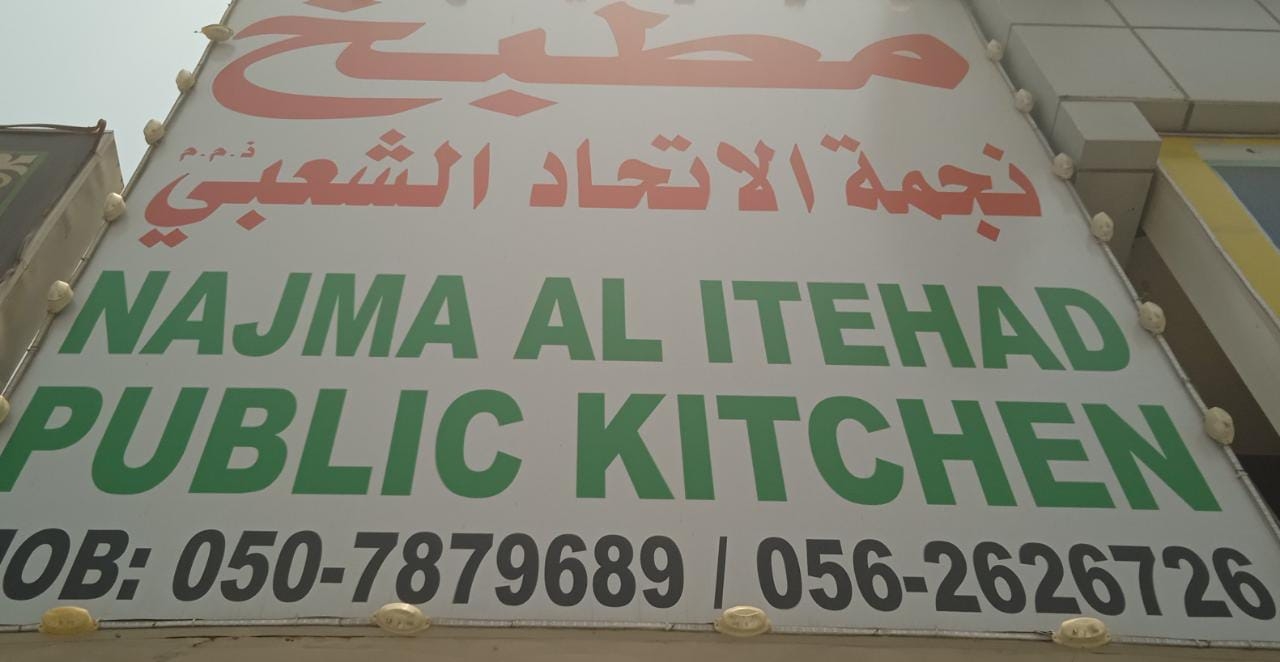 مطبخ
نجمة الاتحاد الشعبي ذ.م.م
NAJMA AL ITEHAD
PUBLIC KITCHEN
MOB: 050-7879689 / 056-2626726